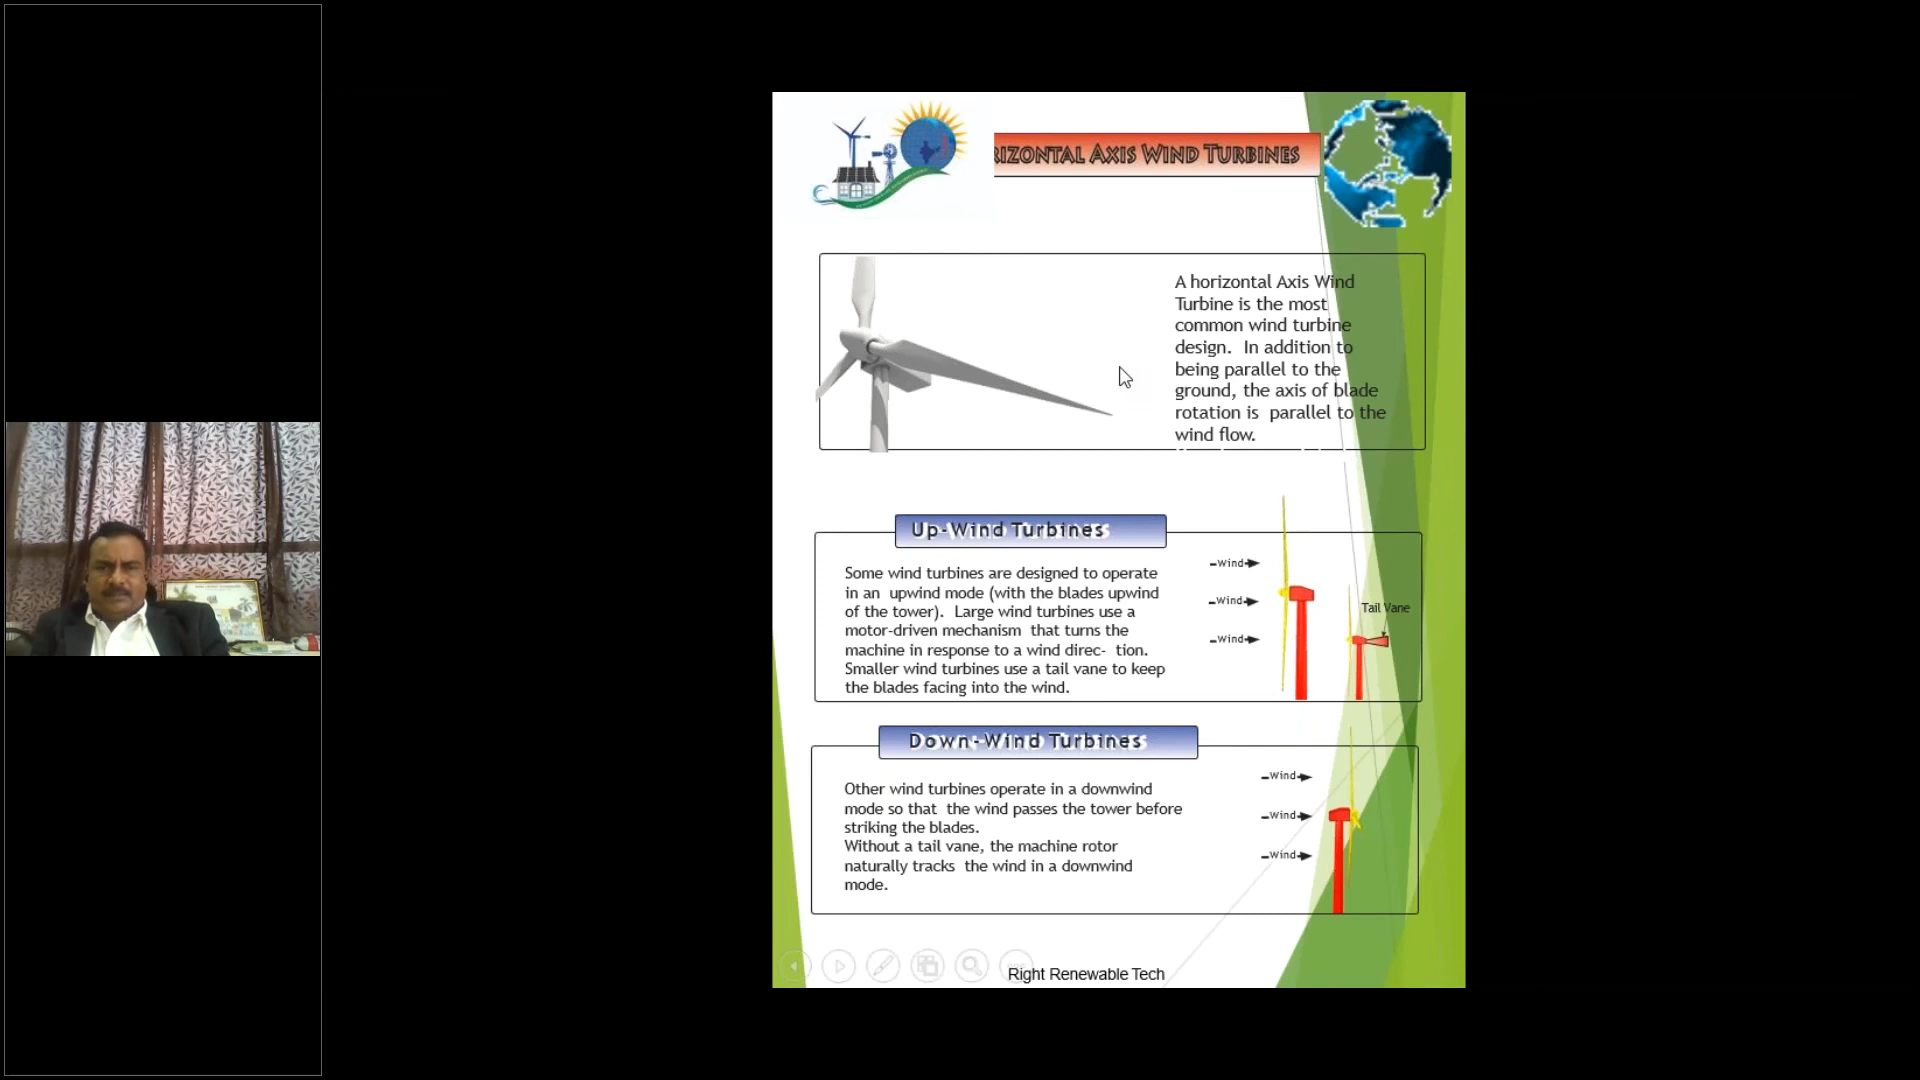 RIZONTAL AXIS WIND TURBINES
A horizontal Axis Wind
Turbine is the most
common wind turbine
design. In addition to
being parallel to the
ground, the axis of blade
rotation is parallel to the
wind flow.
Up-Wind Turbines
Some wind turbines are designed to operate
in an upwind mode (with the blades upwind
of the tower). Large wind turbines use a
motor-driven mechanism that turns the
machine in response to a wind direc- tion.
Smaller wind turbines use a tail vane to keep
the blades facing into the wind.
Wind
Wind
Wind
Tail Vane
Down-Wind Turbines
Other wind turbines operate in a downwind
mode so that the wind passes the tower before
striking the blades.
Without a tail vane, the machine rotor
naturally tracks the wind in a downwind
mode.
Wind
Wind
Wind
Right Renewable Tech